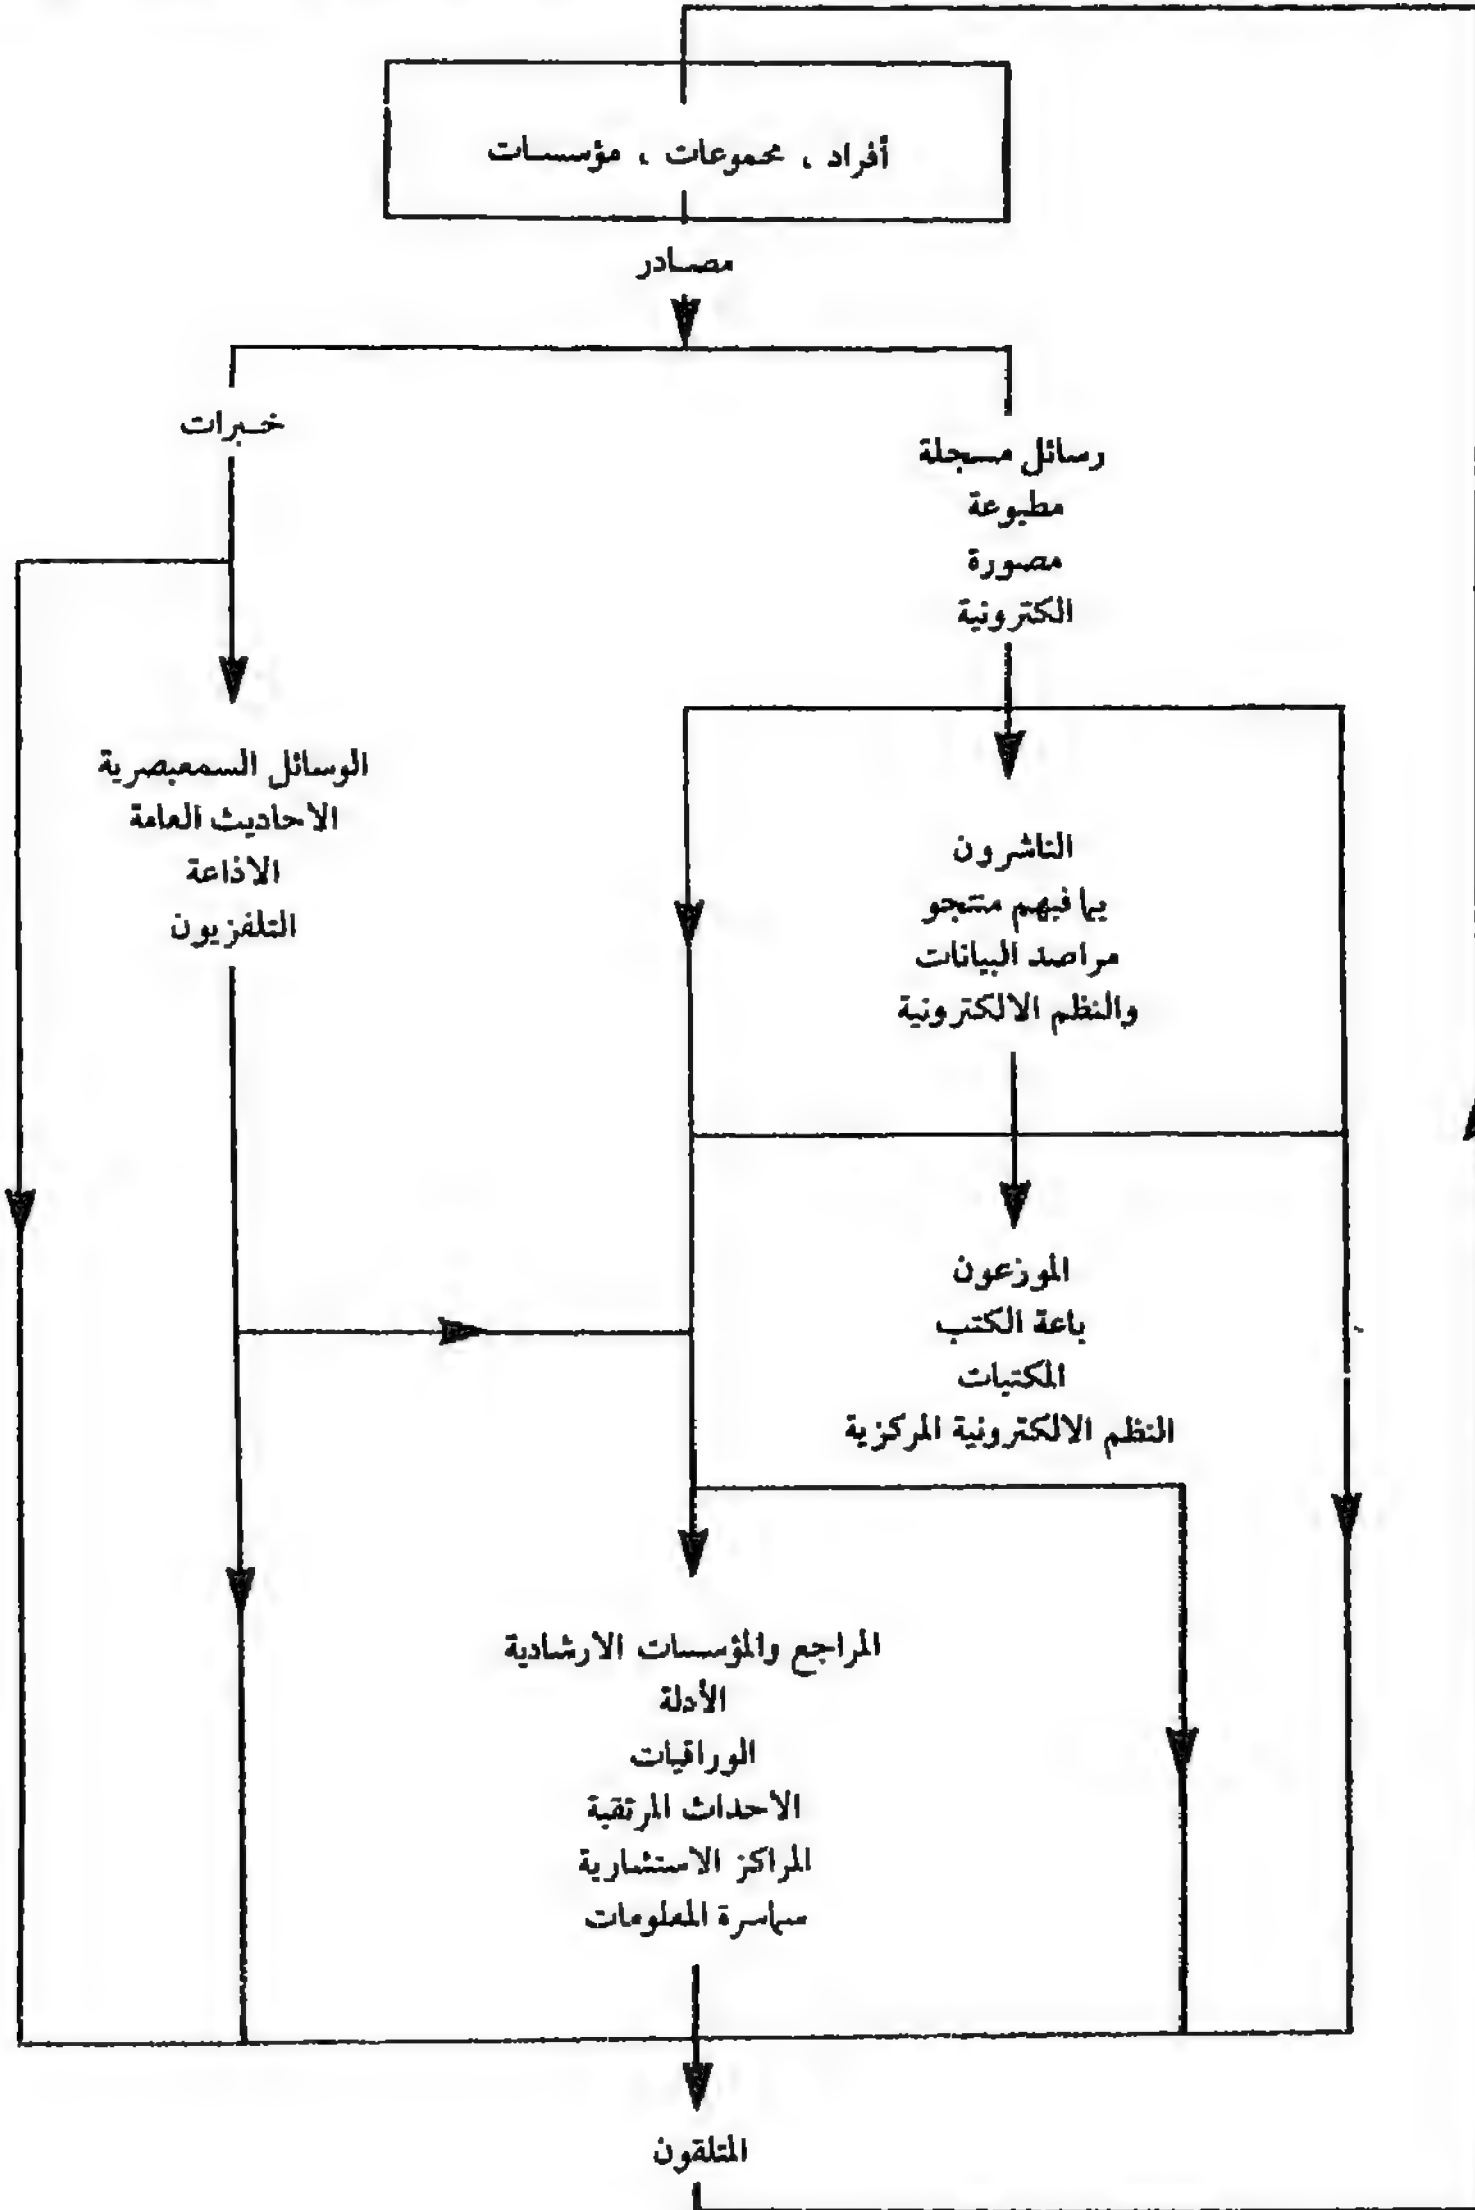 أفراد ، مجموعات ، مؤسسات
مصادر
خبرات
رسائل مسجلة
مطبوعة
مصورة
الكترونية
الوسائل السمعبصرية
الاحاديث العامة
الاذاعة
التلفزيون
الناشرون
بما فيهم منتجو
مراصد البيانات
والنظم الالكترونية
الموزعون
باعة الكتب
المكتبات
النظم الالكترونية المركزية
المراجع والمؤسسات الارشادية
الأدلة
الوراقيات
الاحداث المرتقبة
المراكز الاستشارية
سماسرة المعلومات
المتلقون